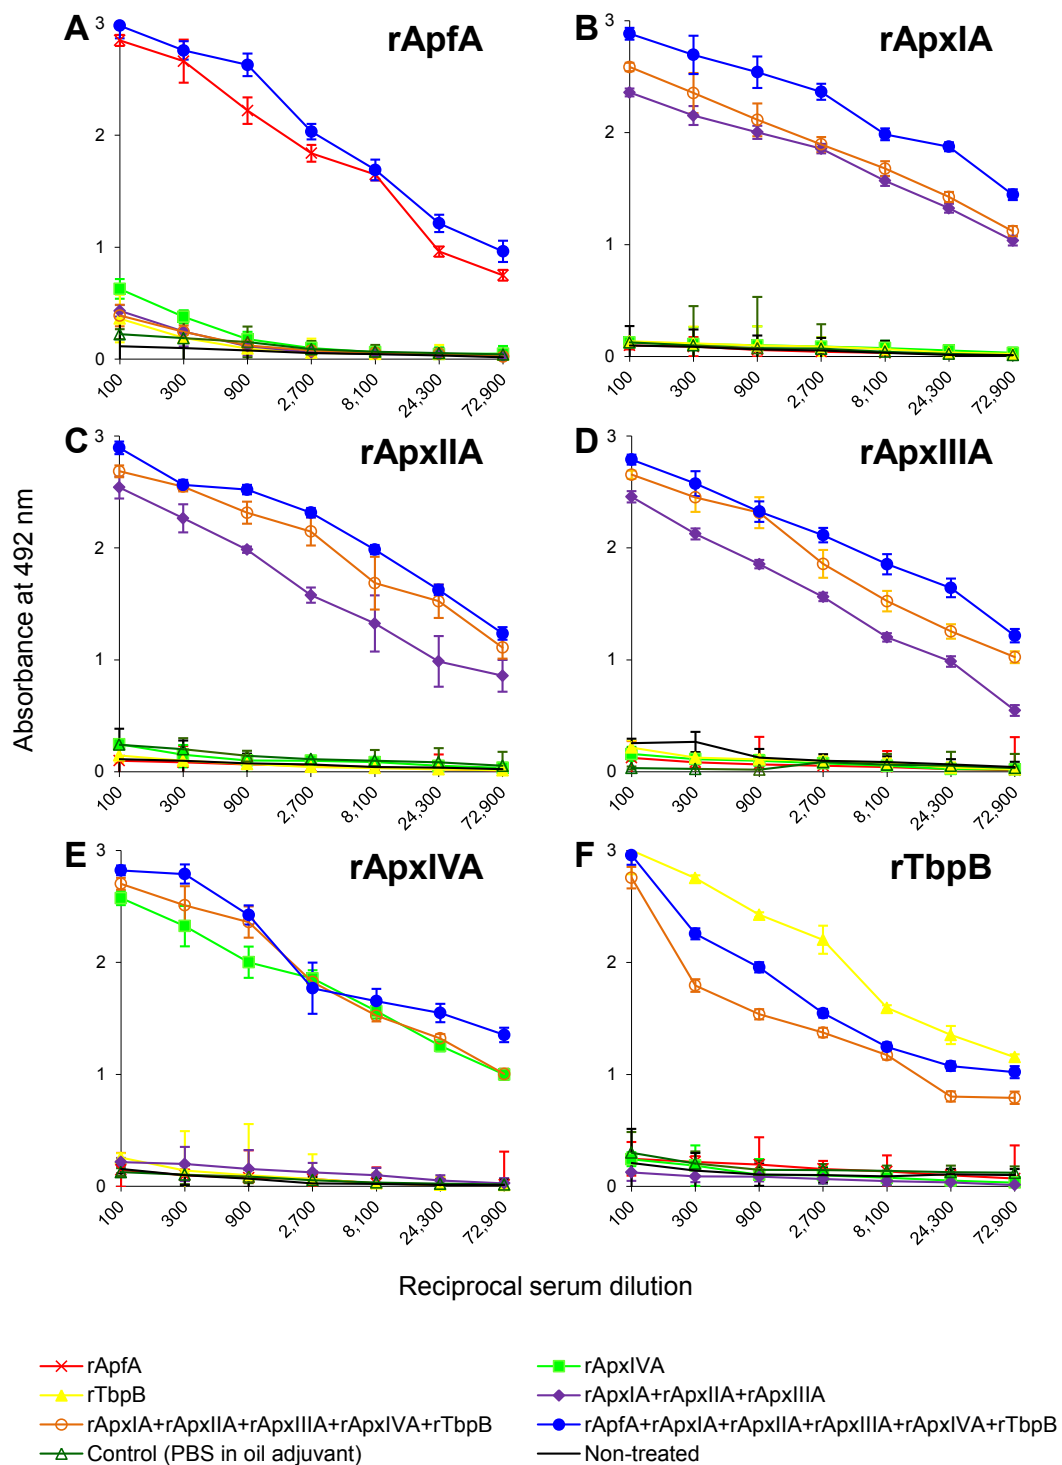 A rApfA
3
2
1
0
100 300 900 2,700 8,100 24,300 72,900
B rApxIA
3
2
1
0
100 300 900 2,700 8,100 24,300 72,900
C rApxIIA
3
2
1
0
100 300 900 2,700 8,100 24,300 72,900
D rApxIIIA
3
2
1
0
100 300 900 2,700 8,100 24,300 72,900
E rApxIVA
3
2
1
0
100 300 900 2,700 8,100 24,300 72,900
F rTbpB
3
2
1
0
100 300 900 2,700 8,100 24,300 72,900
Absorbance at 492 nm
Reciprocal serum dilution
rApfA
rApxIVA
rTbpB
rApxIA+rApxIIA+rApxIIIA
rApxIA+rApxIIA+rApxIIIA+rApxIVA+rTbpB
rApfA+rApxIA+rApxIIA+rApxIIIA+rApxIVA+rTbpB
Control (PBS in oil adjuvant)
Non-treated